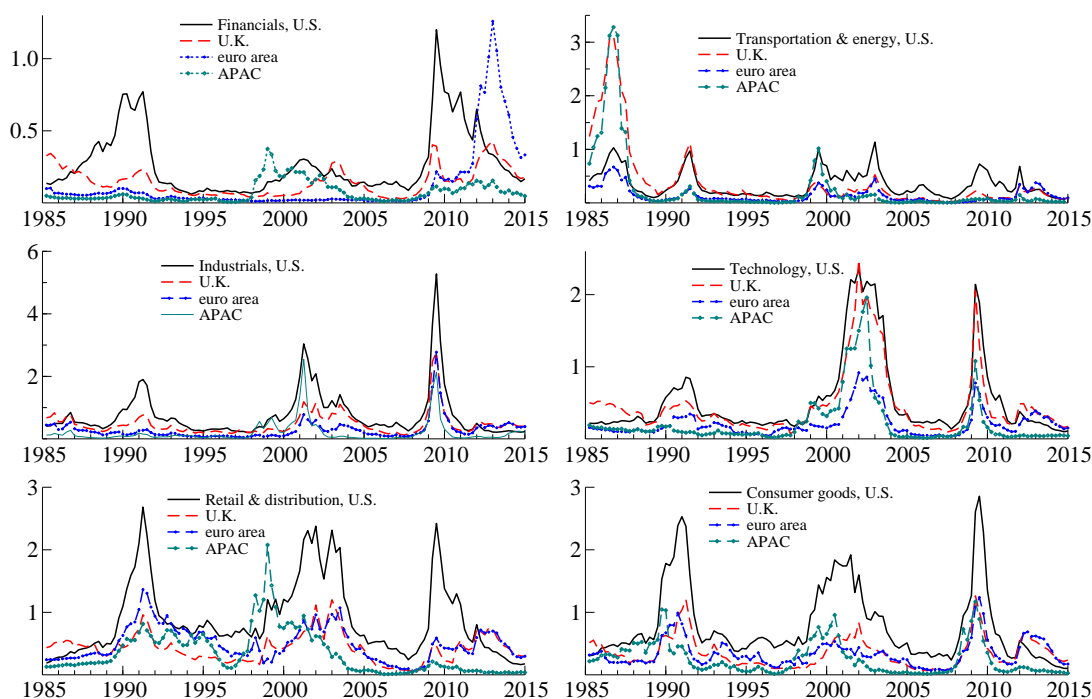 Financials, U.S.
U.K.
euro area
APAC
1.0
0.5
1985 1990 1995 2000 2005 2010 2015
Transportation & energy, U.S.
U.K.
euro area
APAC
3
2
1
1985 1990 1995 2000 2005 2010 2015
Industrials, U.S.
U.K.
euro area
APAC
6
4
2
1985 1990 1995 2000 2005 2010 2015
Technology, U.S.
U.K.
euro area
APAC
2
1
1985 1990 1995 2000 2005 2010 2015
Retail & distribution, U.S.
U.K.
euro area
APAC
3
2
1
1985 1990 1995 2000 2005 2010 2015
Consumer goods, U.S.
U.K.
euro area
APAC
3
2
1
1985 1990 1995 2000 2005 2010 2015